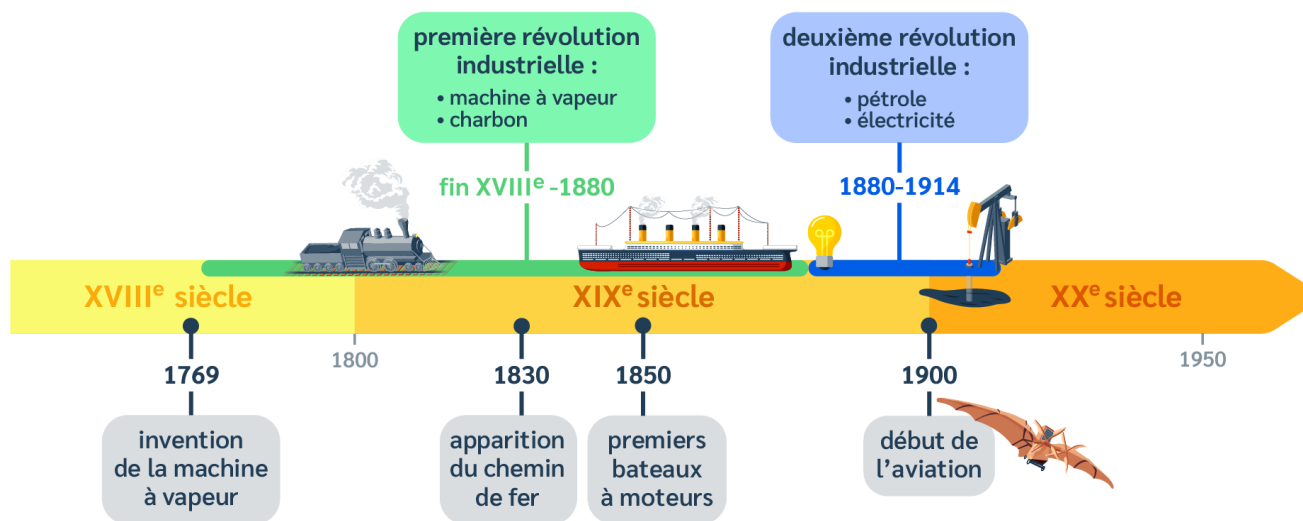 première révolution
industrielle :
• machine à vapeur
• charbon
deuxième révolution
industrielle :
• pétrole
• électricité
fin XVIIIᵉ -1880
1880-1914
XVIIIᵉ siècle
XIXᵉ siècle
XXᵉ siècle
1769
1800
1830
1850
1900
1950
invention
de la machine
à vapeur
apparition
du chemin
de fer
premiers
bateaux
à moteurs
début de
l’aviation